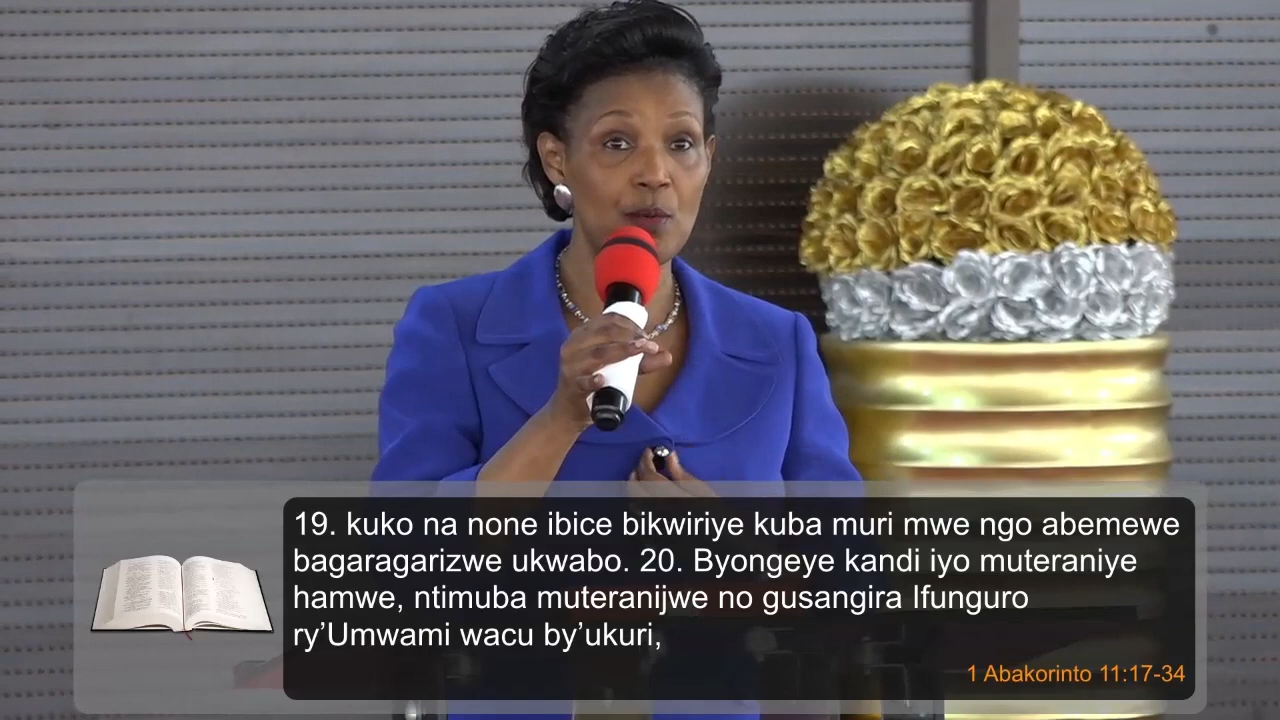 19. kuko na none ibice bikwiriye kuba muri mwe ngo abemewe
bagaragarizwe ukwabo. 20. Byongeye kandi iyo muteraniye
hamwe, ntimuba muteranijwe no gusangira Ifunguro
ry’Umwami wacu by’ukuri,
1 Abakorinto 11:17-34